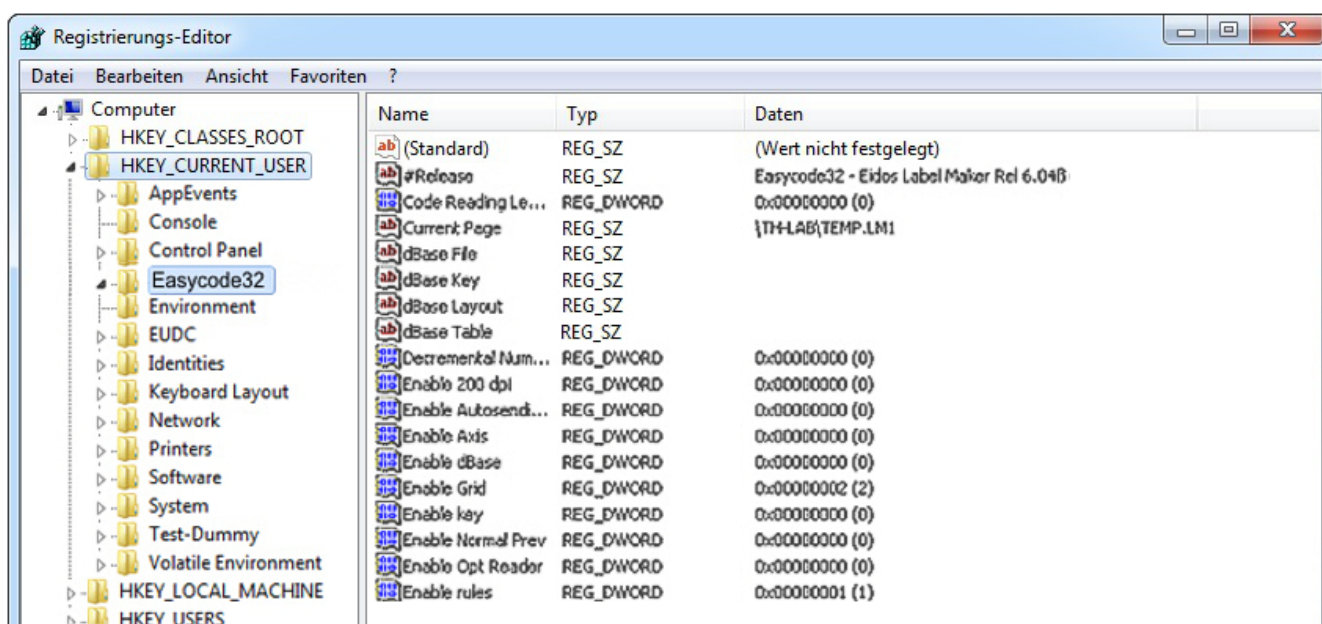 Registrierungs-Editor
Datei Bearbeiten Ansicht Favoriten ?
Computer
HKEY_CLASSES_ROOT
HKEY_CURRENT_USER
AppEvents
Console
Control Panel
Easycode32
Environment
EUDC
Identities
Keyboard Layout
Network
Printers
Software
System
Test-Dummy
Volatile Environment
HKEY_LOCAL_MACHINE
HKEY_USERS
Name Typ Daten
(Standard) REG_SZ (Wert nicht festgelegt)
#Release REG_SZ Easycode32 - Eidos Label Maker Rel 6.04B
Code Reading Le... REG_DWORD 0x00000000 (0)
Current Page REG_SZ \TH-LAB\TEMP.LM1
dBase File REG_SZ
dBase Key REG_SZ
dBase Layout REG_SZ
dBase Table REG_SZ
Decremental Num... REG_DWORD 0x00000000 (0)
Enable 200 dpi REG_DWORD 0x00000000 (0)
Enable Autosendi... REG_DWORD 0x00000000 (0)
Enable Axis REG_DWORD 0x00000000 (0)
Enable dBase REG_DWORD 0x00000000 (0)
Enable Grid REG_DWORD 0x00000002 (2)
Enable key REG_DWORD 0x00000000 (0)
Enable Normal Prev REG_DWORD 0x00000000 (0)
Enable Opt Reader REG_DWORD 0x00000000 (0)
Enable rules REG_DWORD 0x00000001 (1)